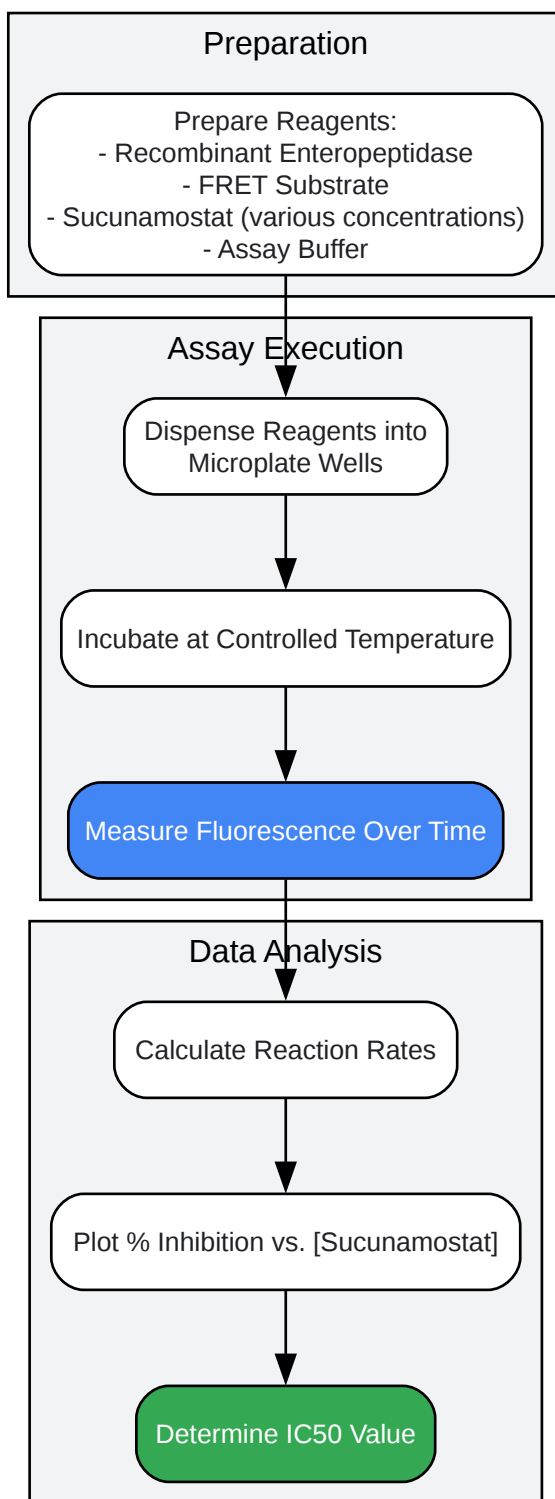 Preparation
Prepare Reagents:
- Recombinant Enteropeptidase
- FRET Substrate
- Sucunamostat (various concentrations)
- Assay Buffer
Assay Execution
Dispense Reagents into
Microplate Wells
Incubate at Controlled Temperature
Measure Fluorescence Over Time
Data Analysis
Calculate Reaction Rates
Plot % Inhibition vs. [Sucunamostat]
Determine IC50 Value